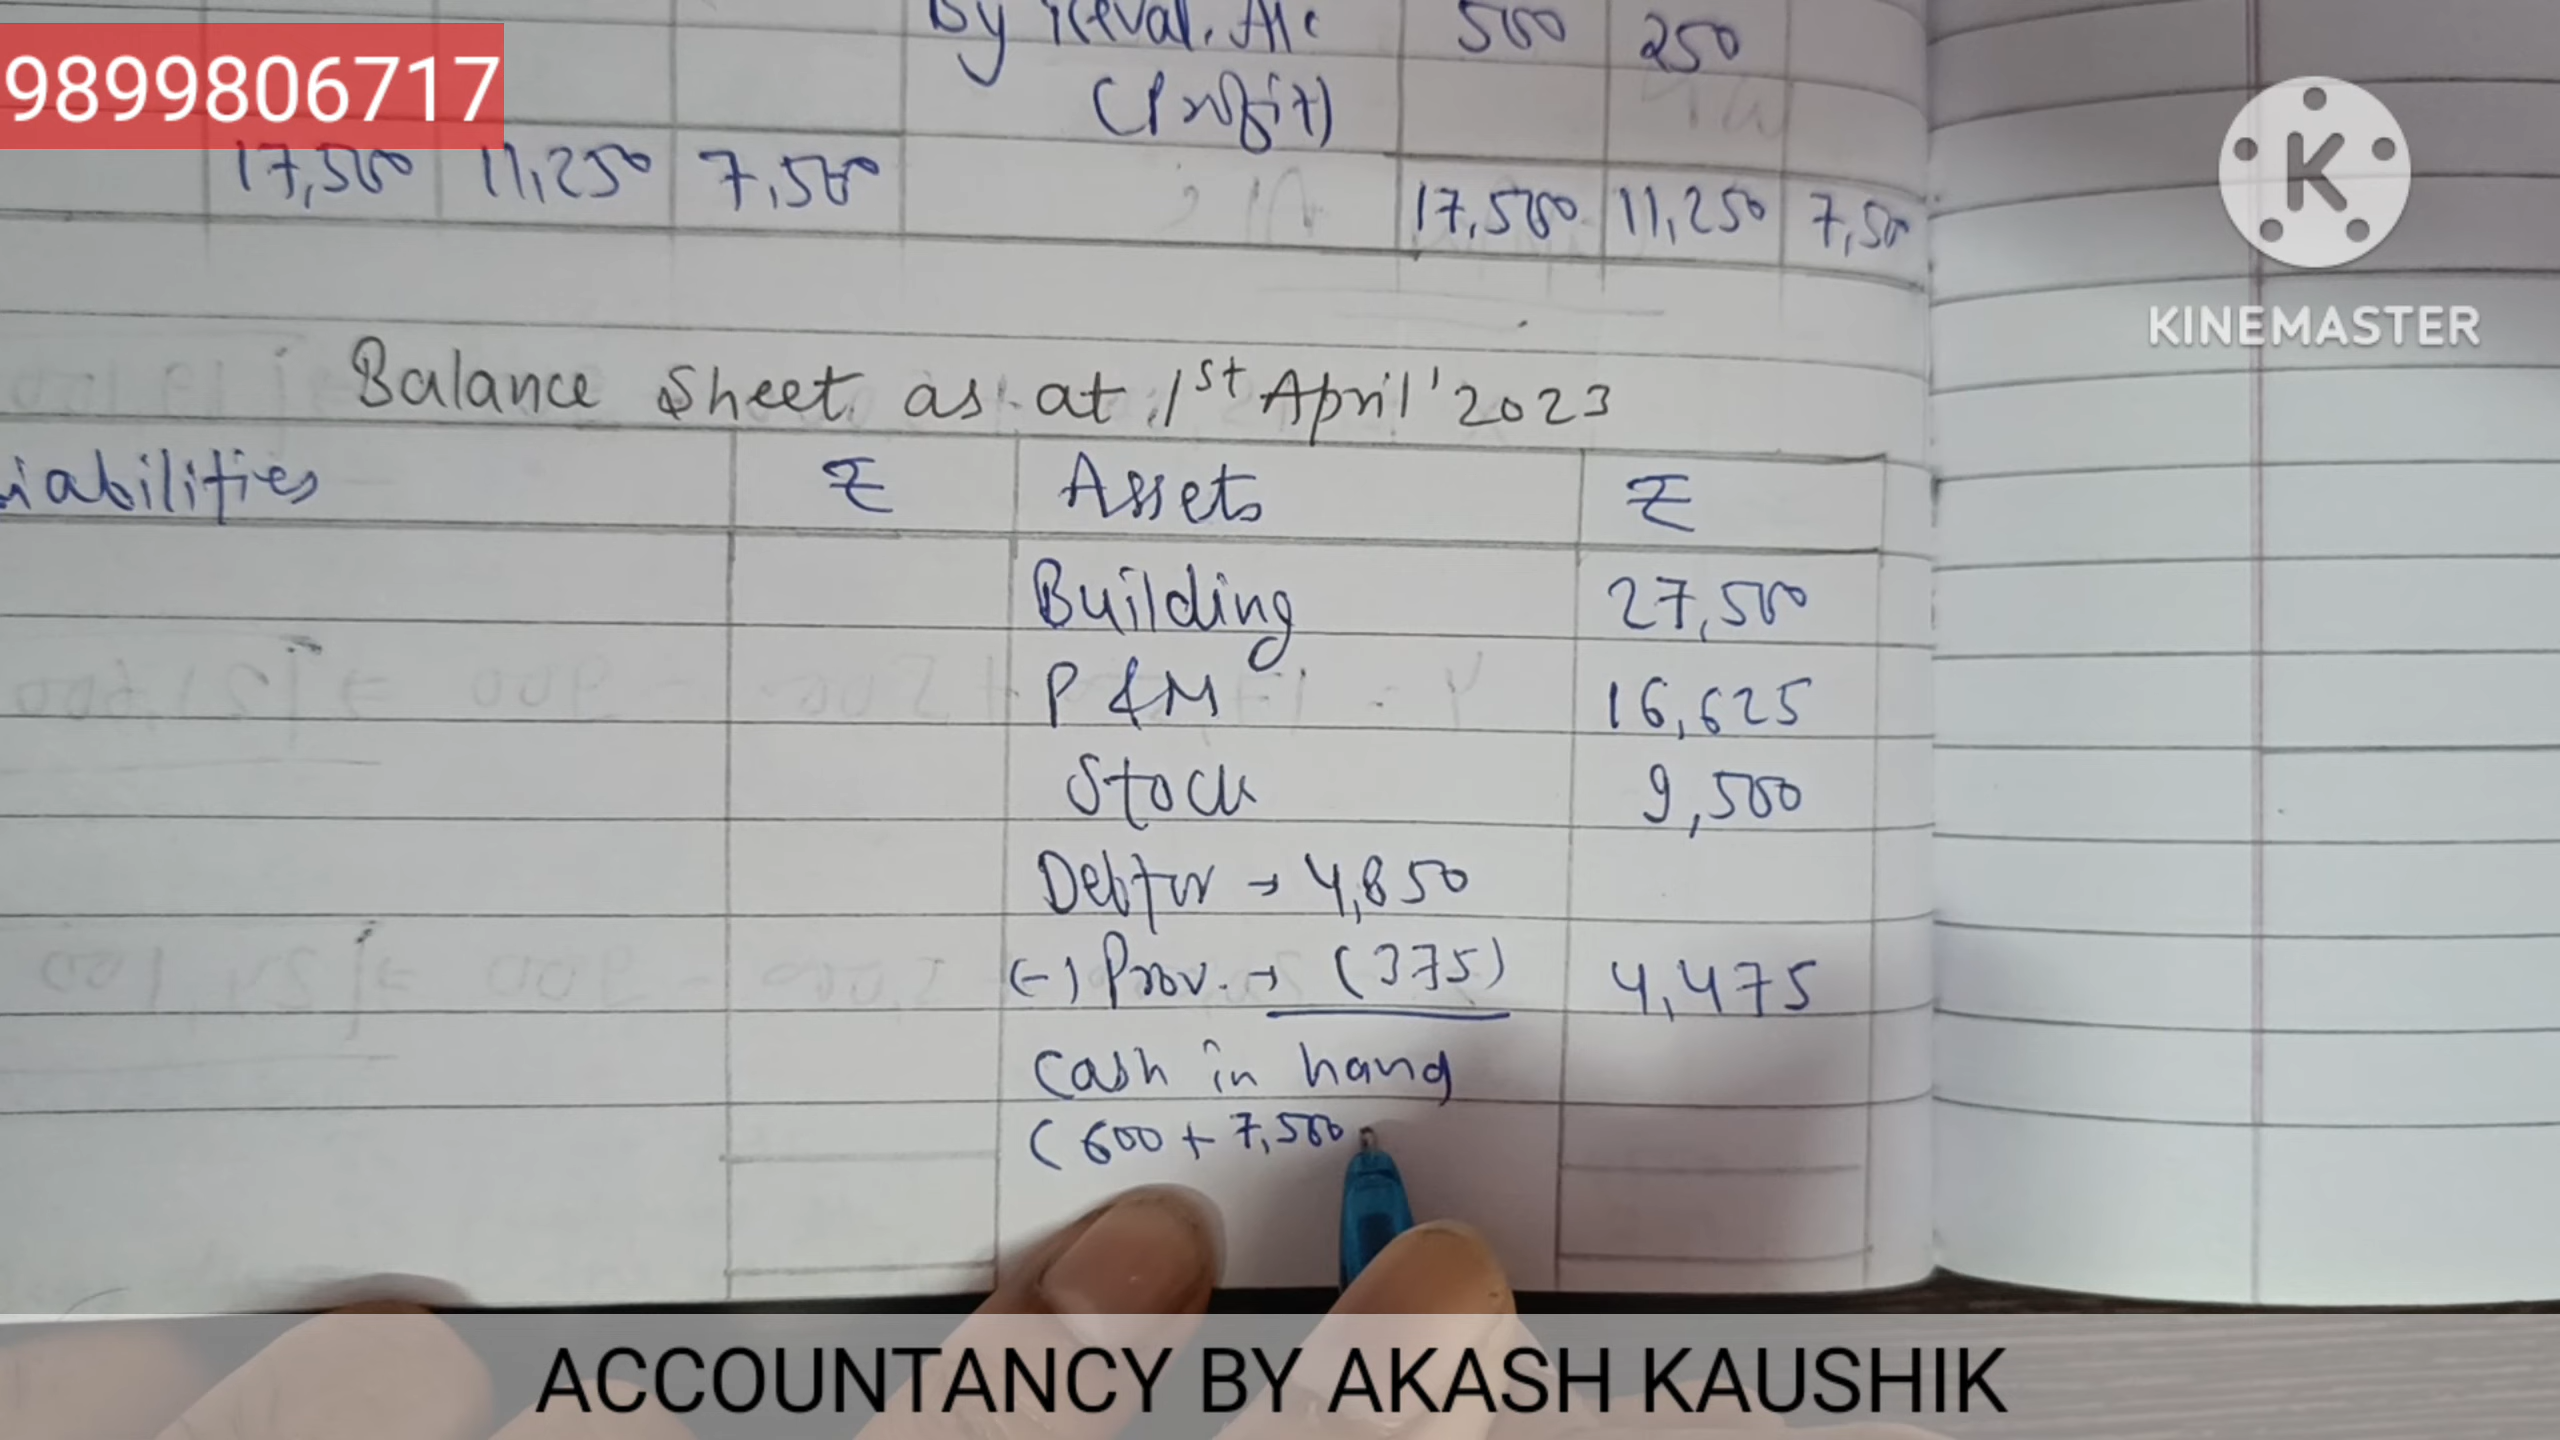 9899806717
By Reval. A/c 500 250
(Profit)
17,500 11,250 7,500
17,500 11,250 7,500
K
KINEMASTER
Balance Sheet as at 1st April' 2023
Liabilities ₹ Assets ₹
Building 27,500
P & M 16,625
Stock 9,500
Debtor → 4,850
(-) Prov. → (375) 4,475
Cash in hand
(600 + 7,500
ACCOUNTANCY BY AKASH KAUSHIK